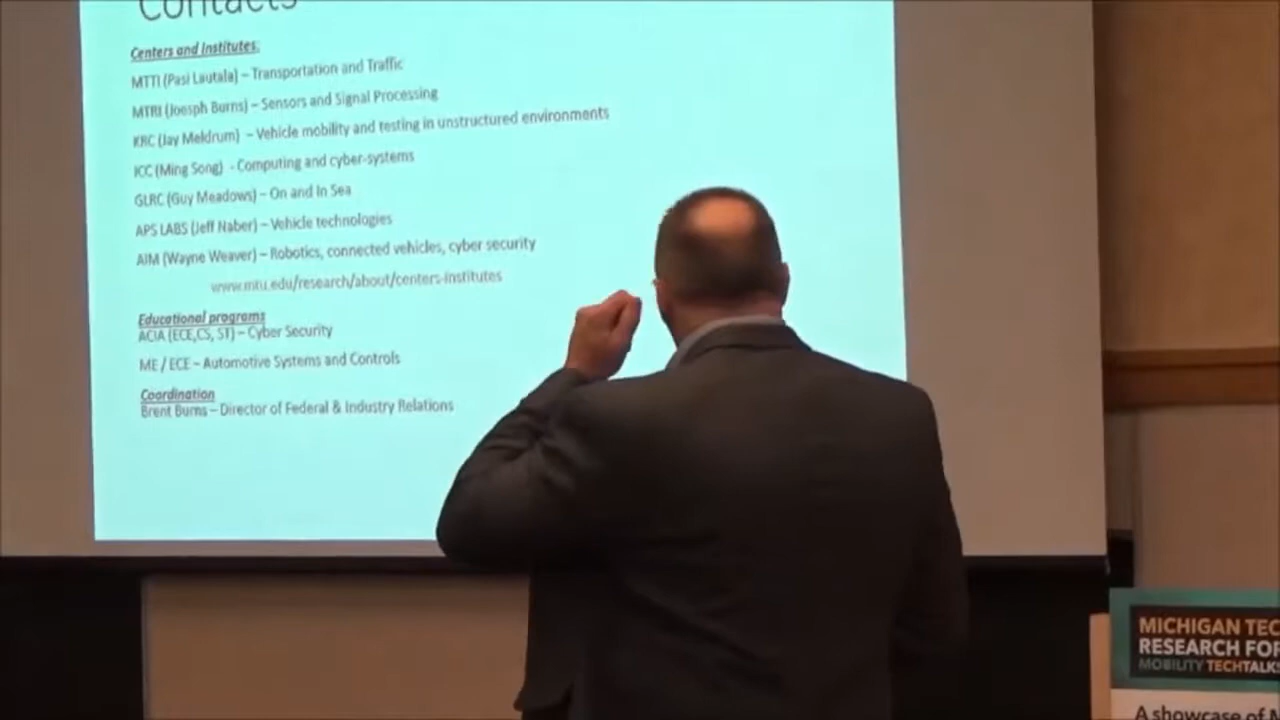 Contacts
Centers and Institutes:
MTTI (Pasi Lautala) – Transportation and Traffic
MTRI (Joesph Burns) – Sensors and Signal Processing
KRC (Jay Meldrum) – Vehicle mobility and testing in unstructured environments
ICC (Ming Song) - Computing and cyber-systems
GLRC (Guy Meadows) – On and In Sea
APS LABS (Jeff Naber) – Vehicle technologies
AIM (Wayne Weaver) – Robotics, connected vehicles, cyber security
www.mtu.edu/research/about/centers-institutes
Educational programs
ACIA (ECE,CS, ST) – Cyber Security
ME / ECE – Automotive Systems and Controls
Coordination
Brent Burns – Director of Federal & Industry Relations
MICHIGAN TEC
RESEARCH FOR
MOBILITY TECHTALKS
A showcase of M